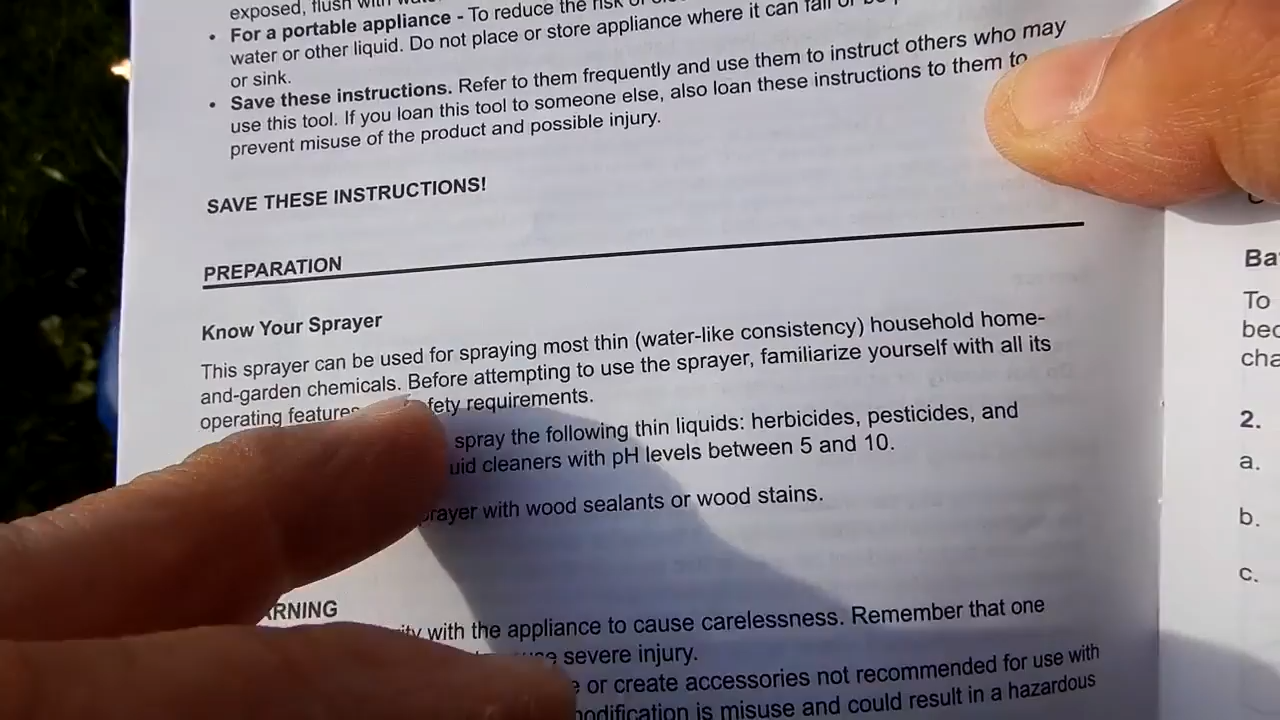 exposed, flush with
• For a portable appliance - To reduce the risk of
water or other liquid. Do not place or store appliance where it can fall or be
or sink.
• Save these instructions. Refer to them frequently and use them to instruct others who may
use this tool. If you loan this tool to someone else, also loan these instructions to them to
prevent misuse of the product and possible injury.
SAVE THESE INSTRUCTIONS!
PREPARATION
Know Your Sprayer
This sprayer can be used for spraying most thin (water-like consistency) household home-
and-garden chemicals. Before attempting to use the sprayer, familiarize yourself with all its
operating features fety requirements.
spray the following thin liquids: herbicides, pesticides, and
uid cleaners with pH levels between 5 and 10.
prayer with wood sealants or wood stains.
ARNING
ity with the appliance to cause carelessness. Remember that one
severe injury.
or create accessories not recommended for use with
modification is misuse and could result in a hazardous
Ba
To
bec
cha
2.
a.
b.
c.